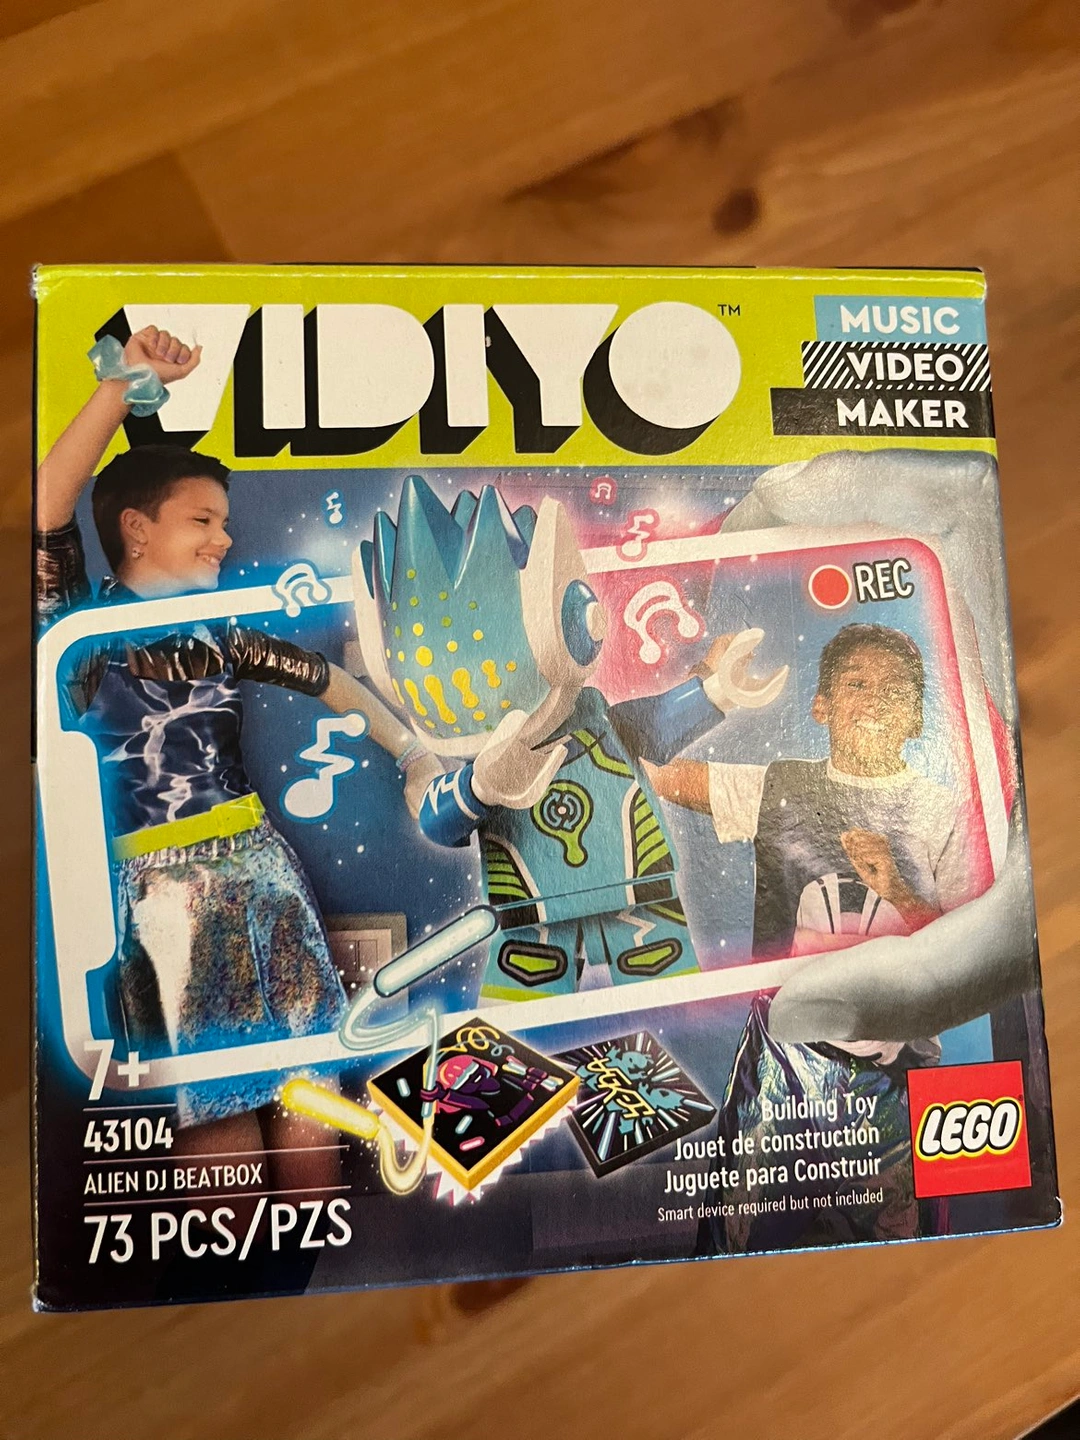 VIDIYO™
MUSIC
VIDEO
MAKER
REC
7+
43104
ALIEN DJ BEATBOX
73 PCS/PZS
Building Toy
Jouet de construction
Juguete para Construir
Smart device required but not included
LEGO